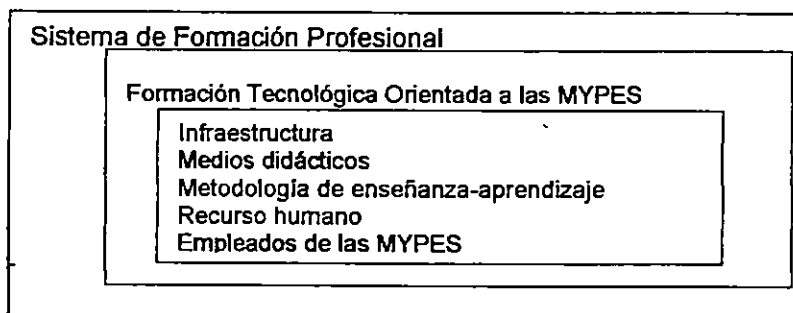 Sistema de Formación Profesional
Formación Tecnológica Orientada a las MYPES
Infraestructura
Medios didácticos
Metodología de enseñanza-aprendizaje
Recurso humano
Empleados de las MYPES